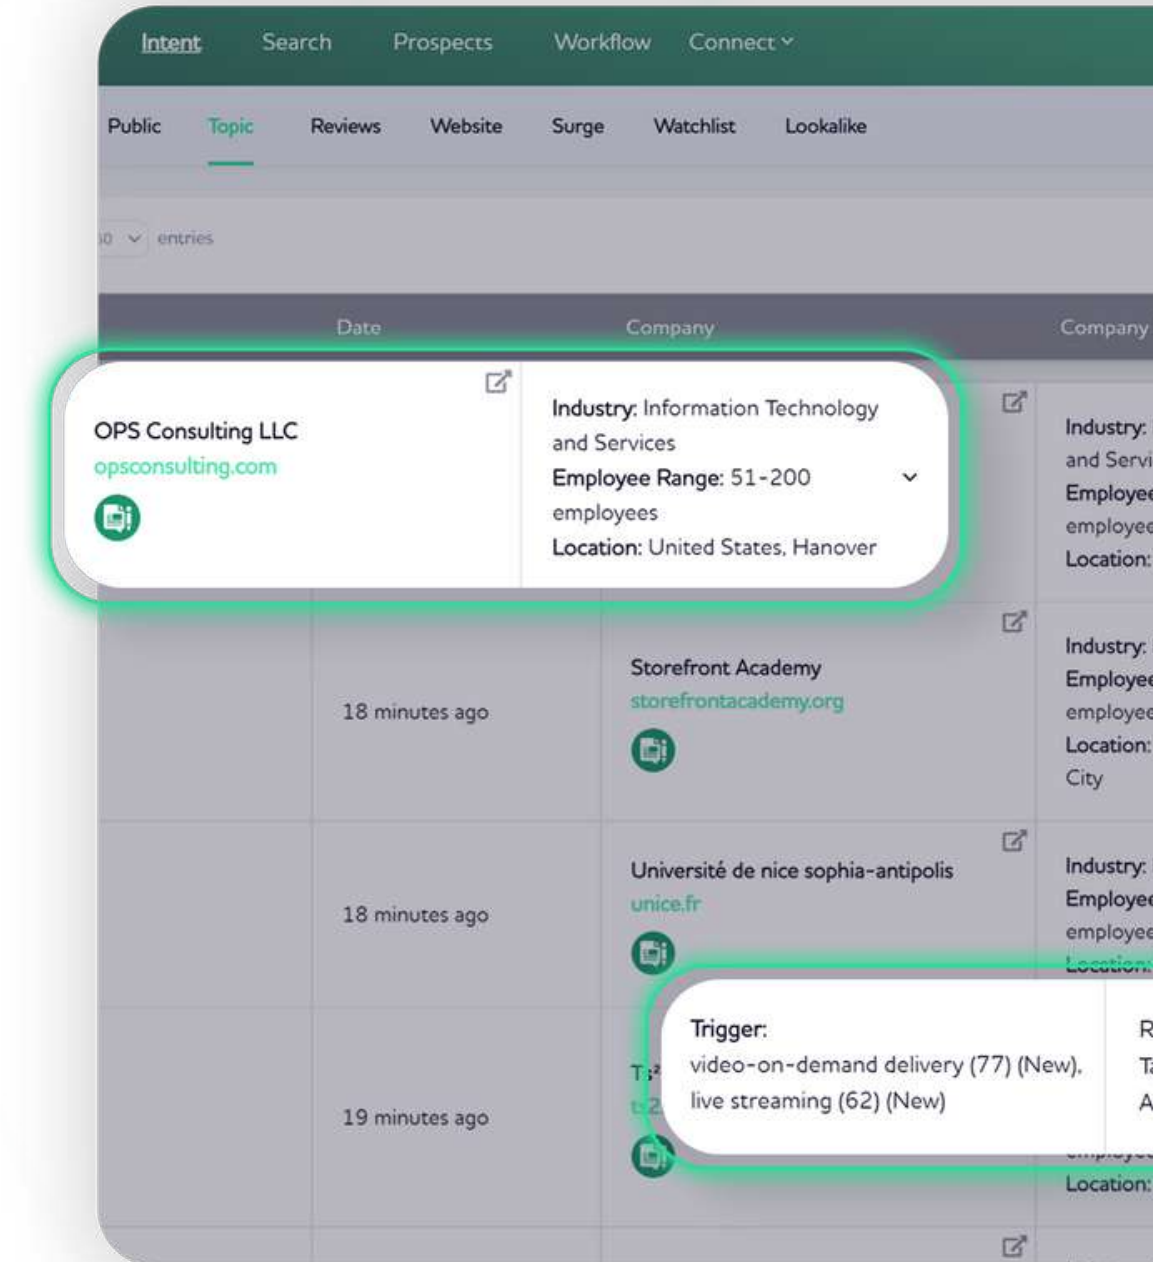 Intent Search Prospects Workflow Connect
Public Topic Reviews Website Surge Watchlist Lookalike
entries
Date Company Company
OPS Consulting LLC
opsconsulting.com
Industry: Information Technology
and Services
Employee Range: 51-200
employees
Location: United States, Hanover
Industry:
and Servi
Employee
employee
Location:
18 minutes ago
Storefront Academy
storefrontacademy.org
Industry:
Employee
employee
Location:
City
18 minutes ago
Université de nice sophia-antipolis
unice.fr
Industry:
Employee
employee
Location:
19 minutes ago
Trigger:
video-on-demand delivery (77) (New),
live streaming (62) (New)
Location: